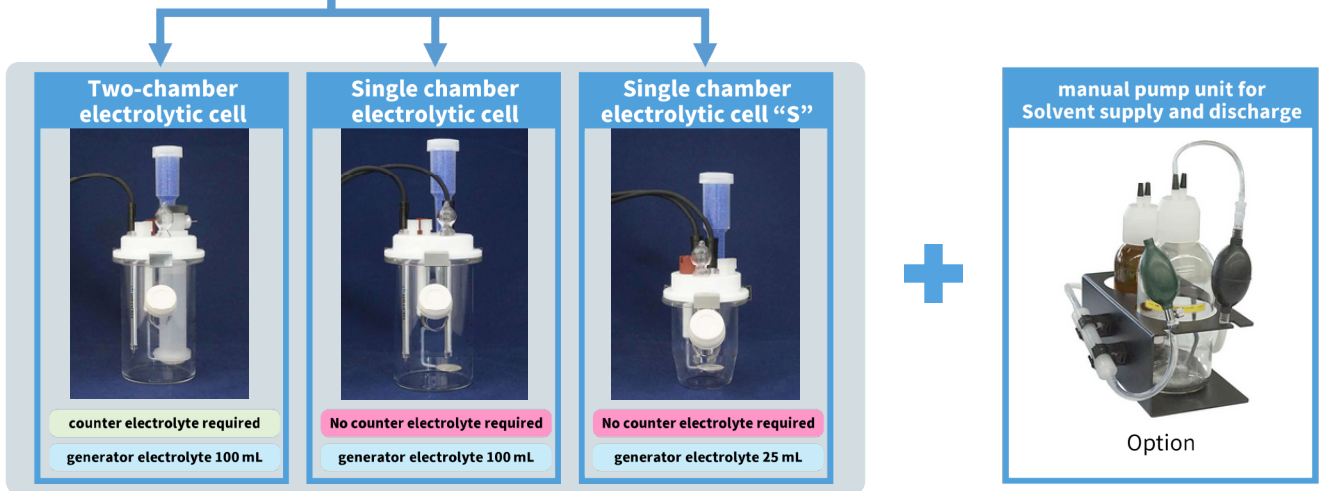 Two-chamber
electrolytic cell
counter electrolyte required
generator electrolyte 100 mL
Single chamber
electrolytic cell
No counter electrolyte required
generator electrolyte 100 mL
Single chamber
electrolytic cell “S”
No counter electrolyte required
generator electrolyte 25 mL
manual pump unit for
Solvent supply and discharge
Option